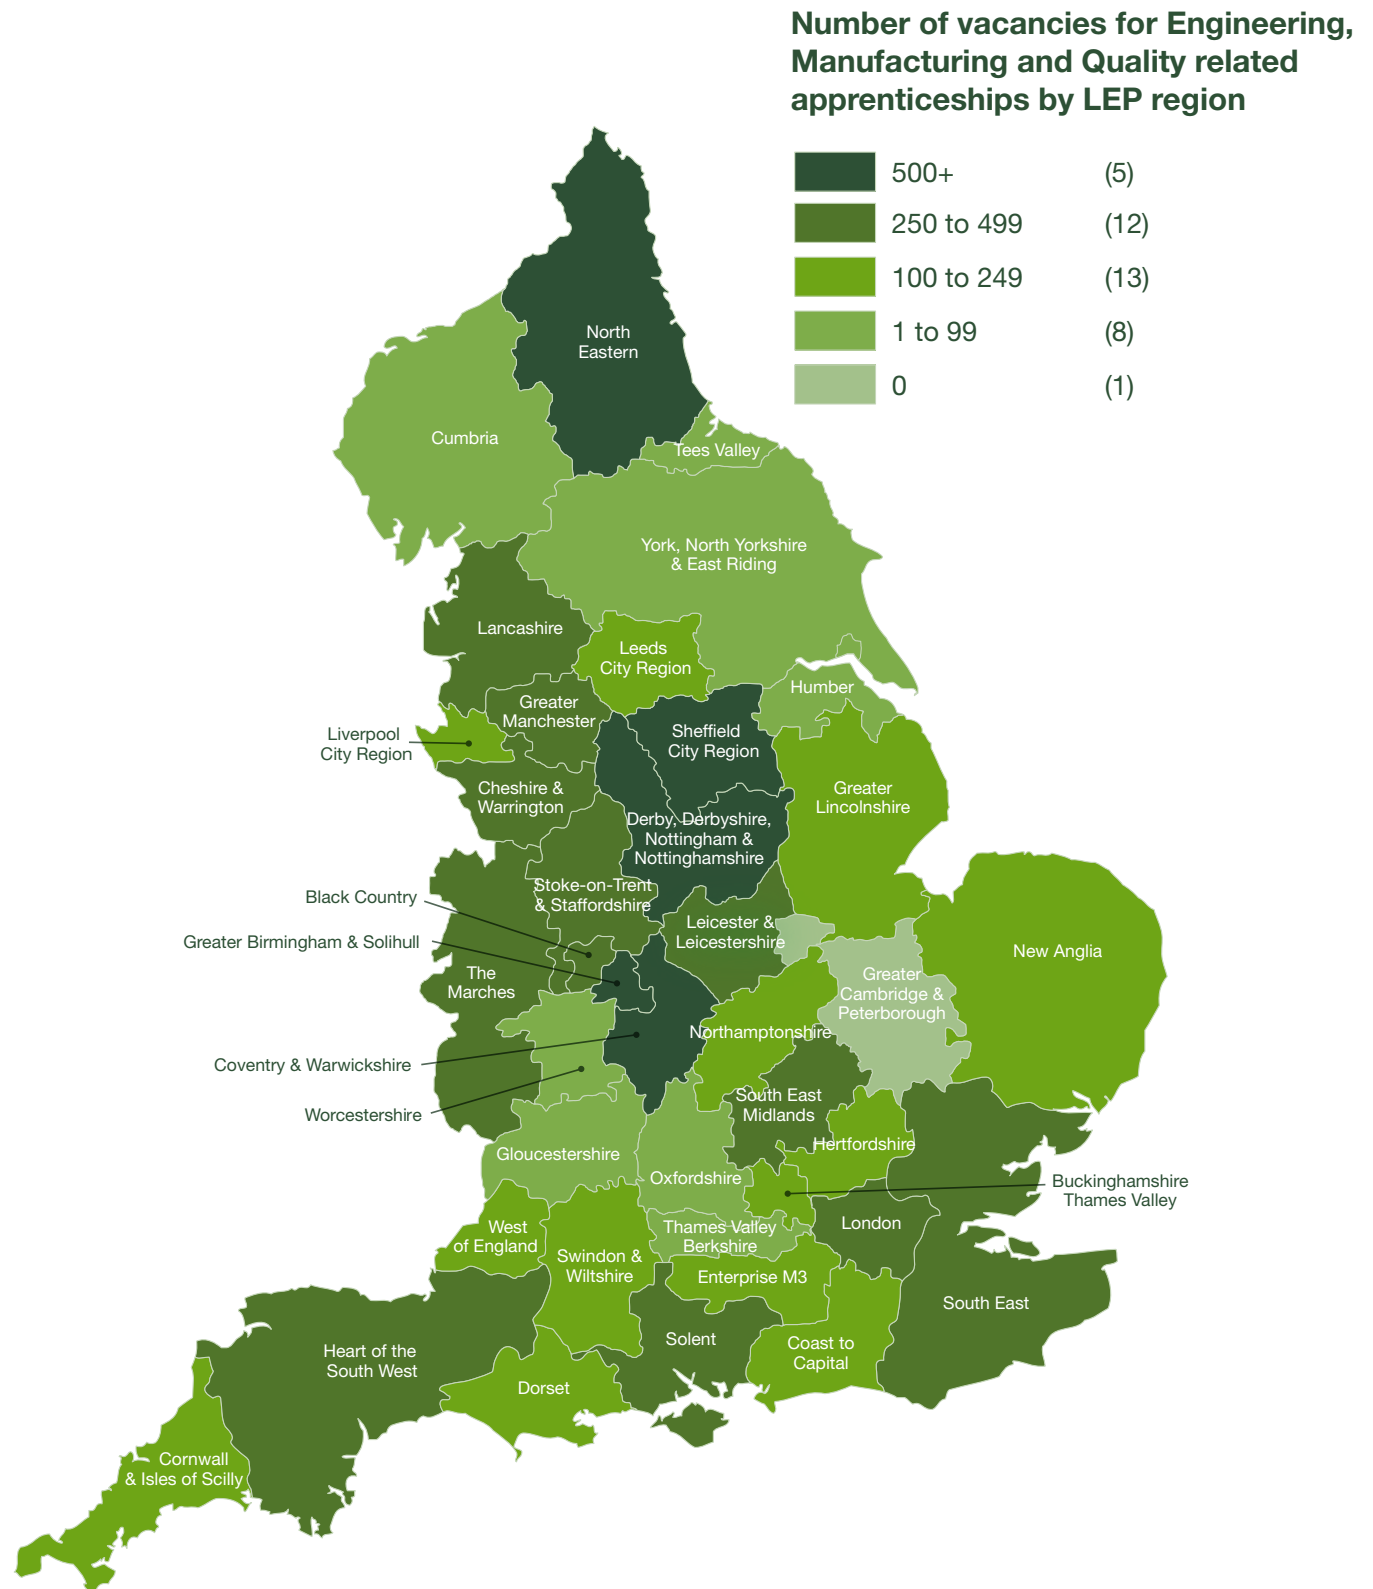 Number of vacancies for Engineering,
Manufacturing and Quality related
apprenticeships by LEP region
500+ (5)
250 to 499 (12)
100 to 249 (13)
1 to 99 (8)
0 (1)
North
Eastern
Cumbria
Tees Valley
York, North Yorkshire
& East Riding
Lancashire
Leeds
City Region
Humber
Greater
Manchester
Sheffield
City Region
Liverpool
City Region
Cheshire &
Warrington
Greater
Lincolnshire
Derby, Derbyshire,
Nottingham &
Nottinghamshire
Stoke-on-Trent
& Staffordshire
Black Country
Leicester &
Leicestershire
Greater Birmingham & Solihull
New Anglia
The
Marches
Greater
Cambridge &
Peterborough
Northamptonshire
Coventry & Warwickshire
South East
Midlands
Worcestershire
Hertfordshire
Gloucestershire
Oxfordshire
Buckinghamshire
Thames Valley
London
West
of England
Thames Valley
Berkshire
Swindon &
Wiltshire
Enterprise M3
South East
Solent
Coast to
Capital
Heart of the
South West
Dorset
Cornwall
& Isles of Scilly